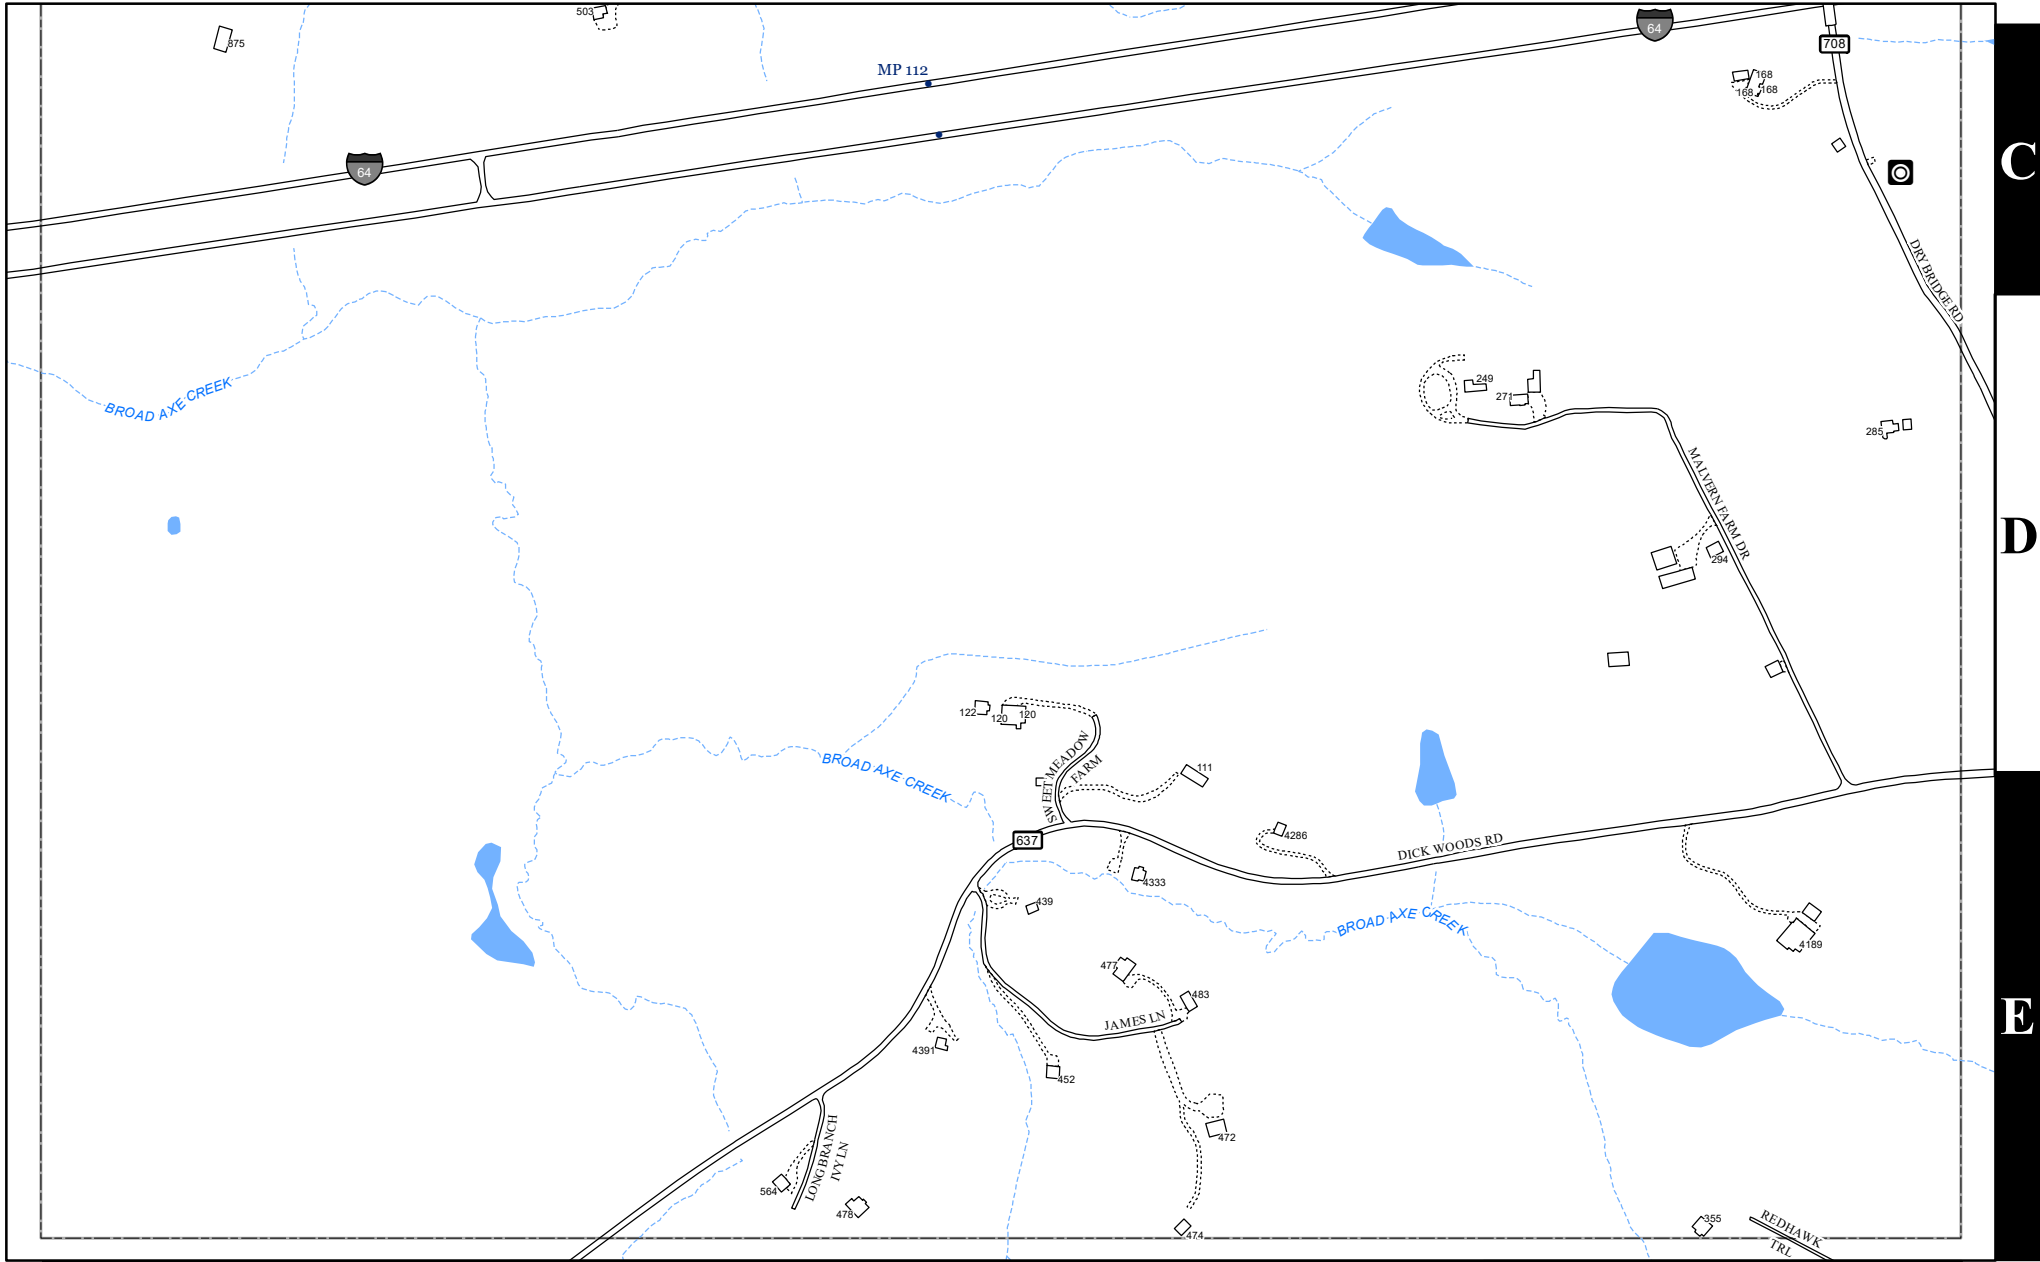 503
875
64
708
MP 112
168
168
168
C
64
DRY BRIDGE RD
BROAD AXE CREEK
249
271
285
MALVERN FARM DR
D
294
122
120
120
SWEET MEADOW
FARM
111
BROAD AXE CREEK
637
4286
DICK WOODS RD
4333
439
BROAD AXE CREEK
4189
477
483
JAMES LN
E
4391
452
472
LONG BRANCH
IVY LN
564
478
474
355
REDHAWK
TRL